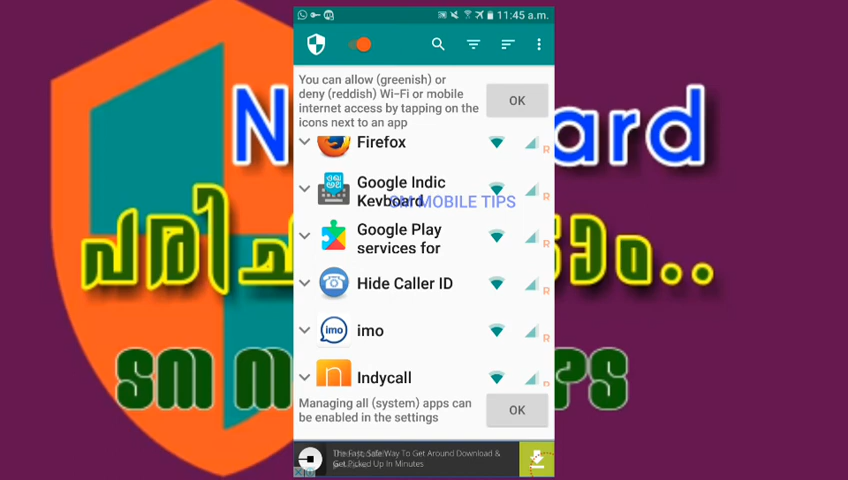 11:45 a.m.
You can allow (greenish) or
deny (reddish) Wi-Fi or mobile
internet access by tapping on the
icons next to an app
OK
Firefox
R
Google Indic
Keyboard
SM MOBILE TIPS
R
Google Play
services for
R
Hide Caller ID
R
imo
imo
R
Indycall
Managing all (system) apps can
be enabled in the settings
OK
The Fast, Safe Way To Get Around Download &
Get Picked Up In Minutes
N
ard
പരിച